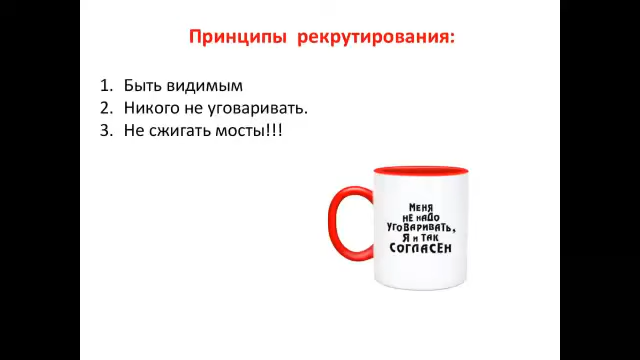 Принципы рекрутирования:
1. Быть видимым
2. Никого не уговаривать.
3. Не сжигать мосты!!!
МЕНЯ
НЕ НАДО
УГОВАРИВАТЬ,
Я И ТАК
СОГЛАСЕН